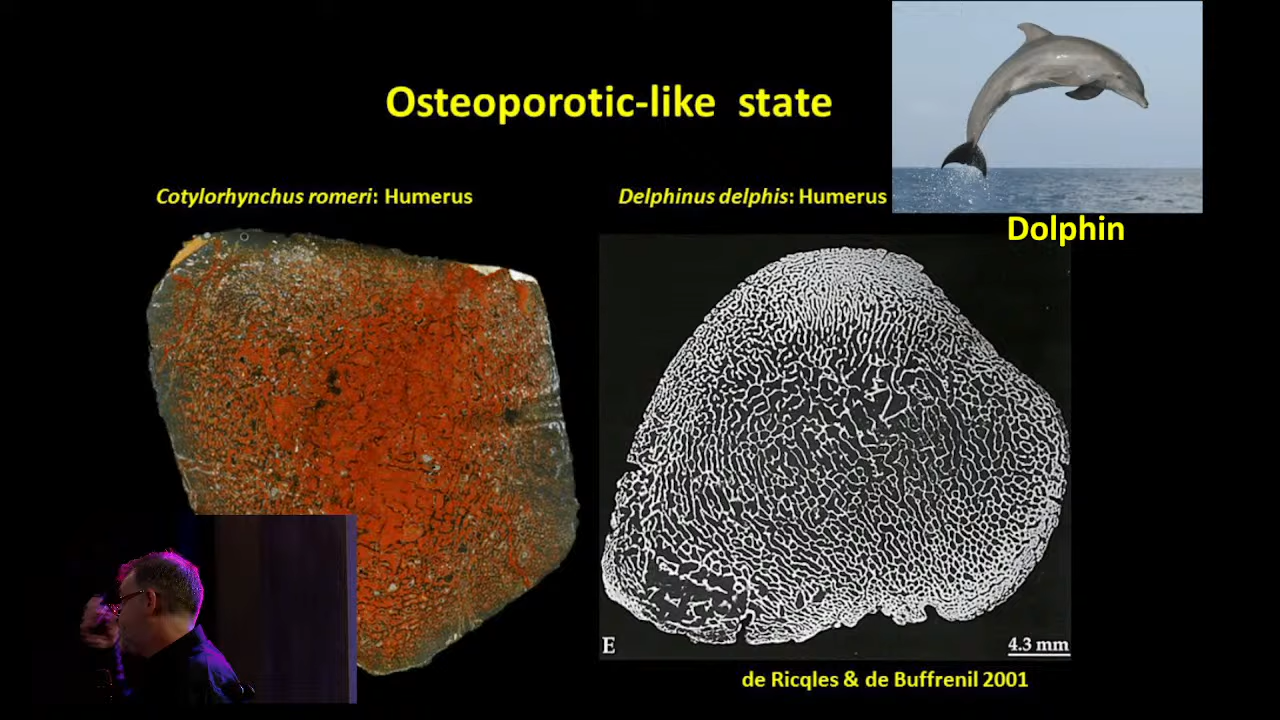 Osteoporotic-like state
Cotylorhynchus romeri: Humerus
Delphinus delphis: Humerus
Dolphin
E
4.3 mm
de Ricqles & de Buffrenil 2001